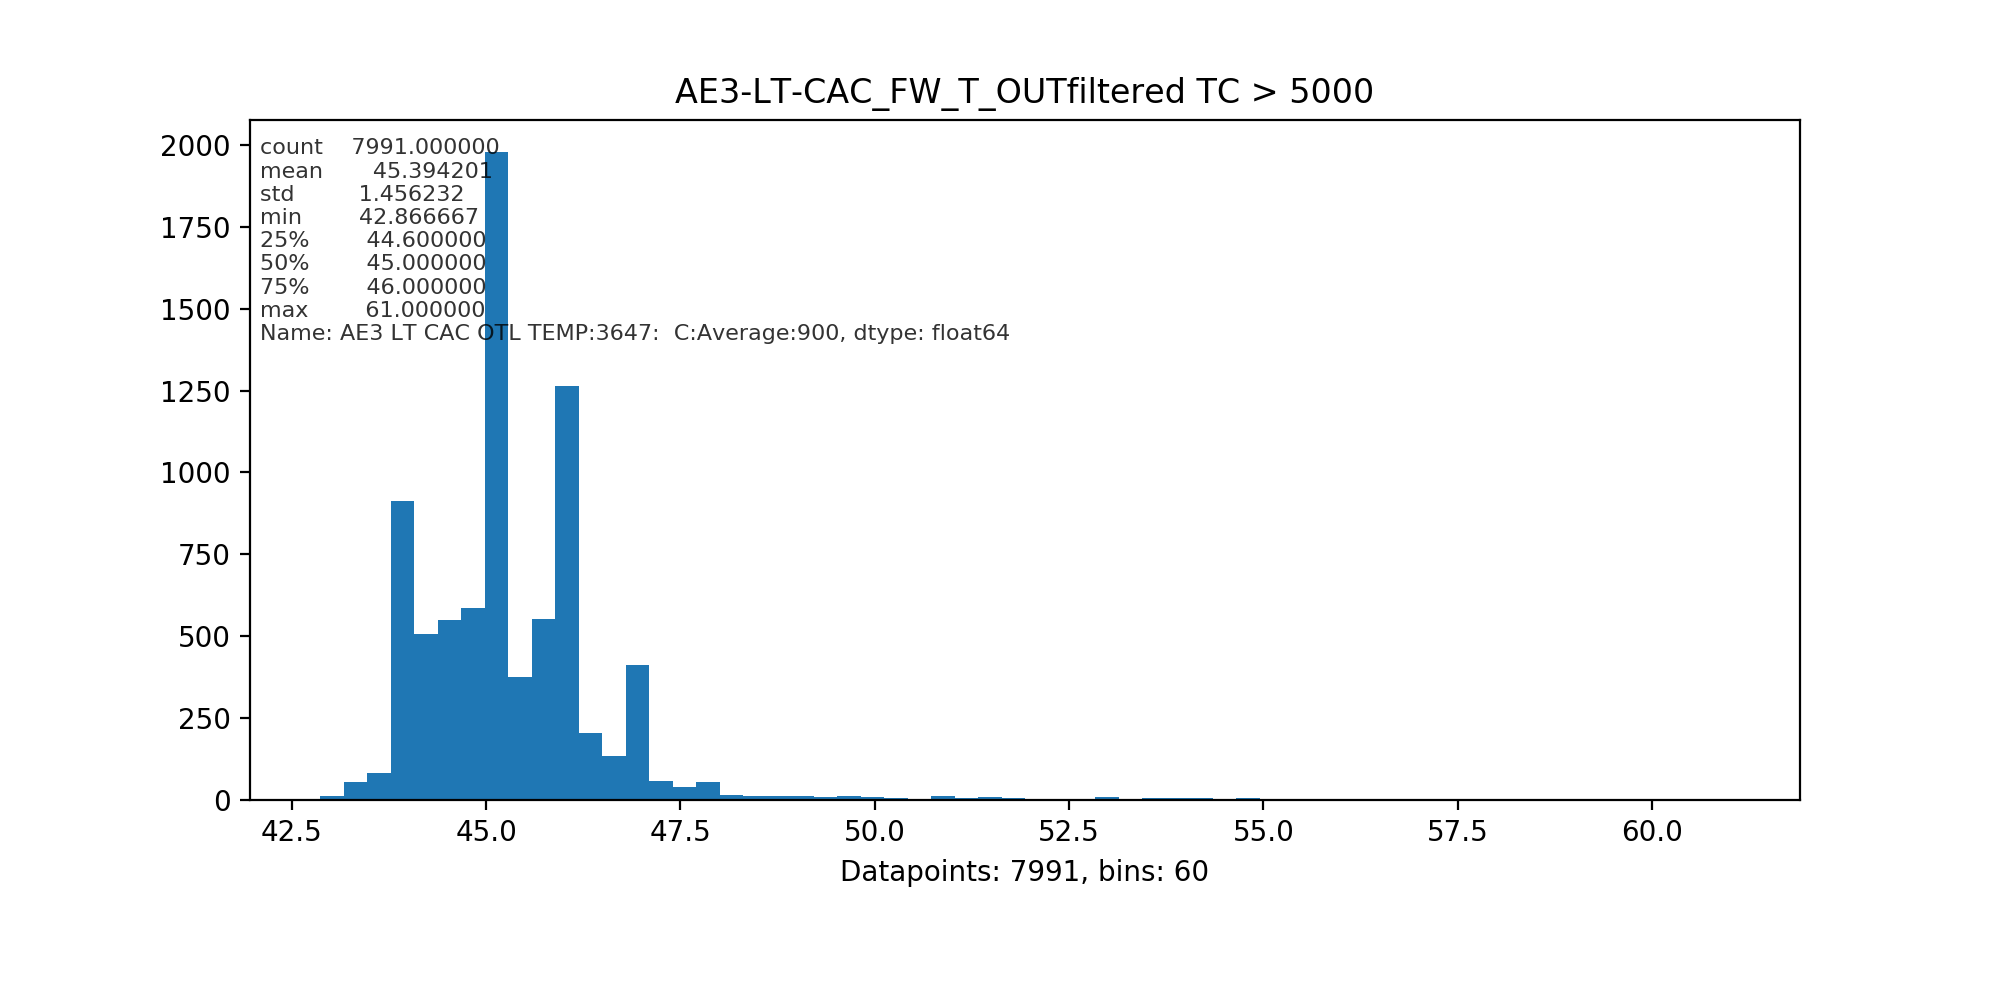 AE3-LT-CAC_FW_T_OUTfiltered TC > 5000
2000
1750
1500
1250
1000
750
500
250
0
count 7991.000000
mean 45.394201
std 1.456232
min 42.866667
25% 44.600000
50% 45.000000
75% 46.000000
max 61.000000
Name: AE3 LT CAC OTL TEMP:3647: C:Average:900, dtype: float64
42.5 45.0 47.5 50.0 52.5 55.0 57.5 60.0
Datapoints: 7991, bins: 60